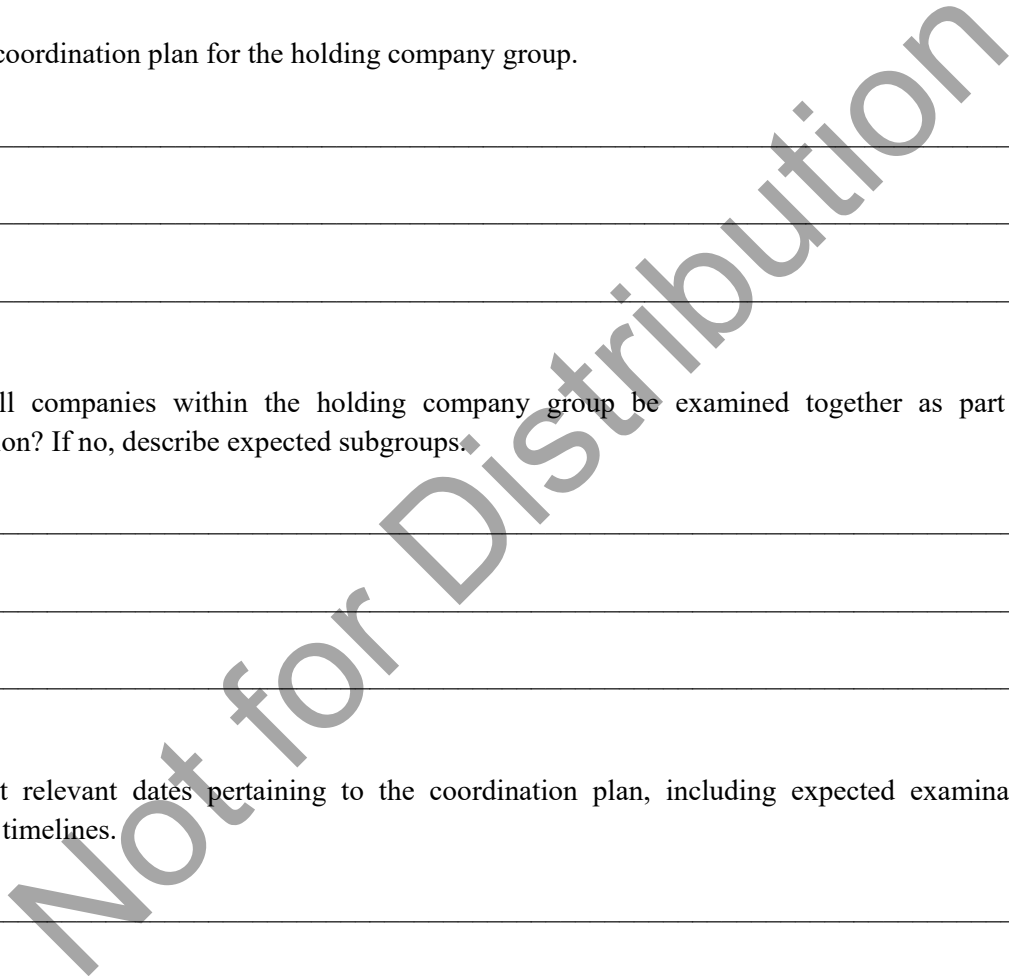 coordination plan for the holding company group.
ll companies within the holding company group be examined together as part
on? If no, describe expected subgroups.
t relevant dates pertaining to the coordination plan, including expected examina
timelines.
Not for Distribution